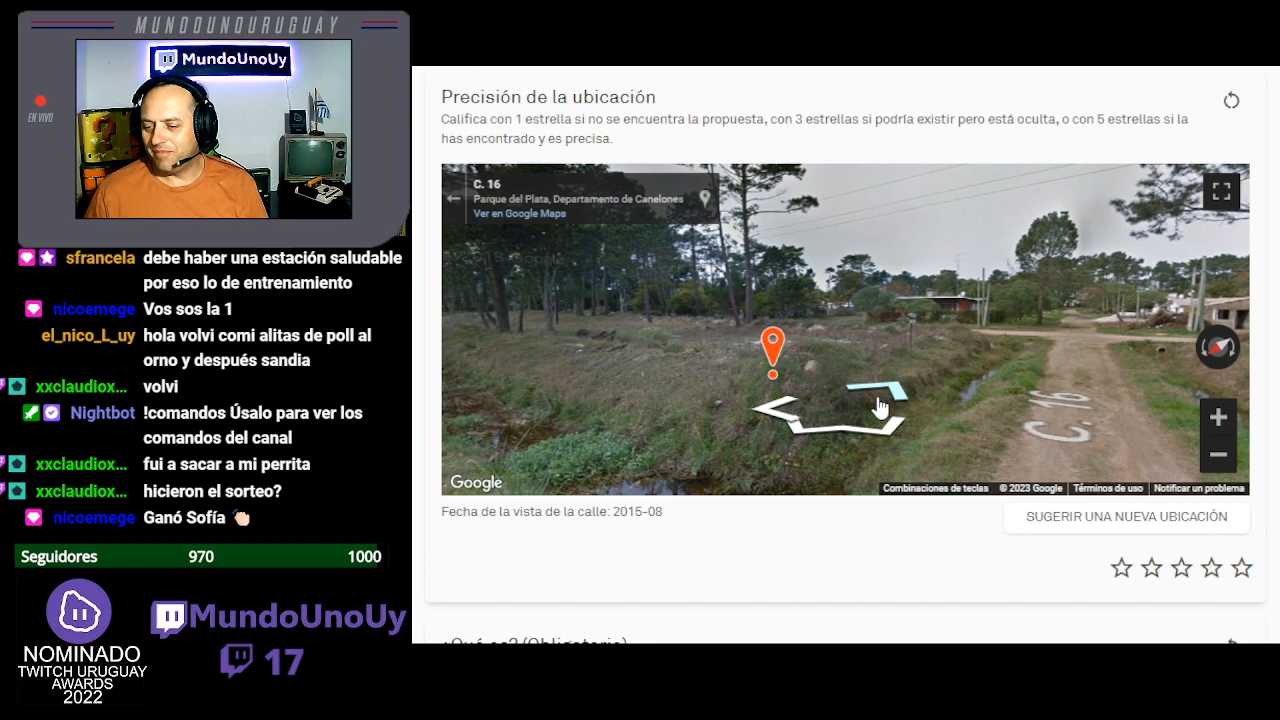 MUNDOUNOURUGUAY
MundoUnoUy
EN VIVO
sfrancela debe haber una estación saludable
por eso lo de entrenamiento
nicoemege Vos sos la 1
el_nico_L_uy hola volvi comi alitas de poll al
orno y después sandia
xxclaudiox... volvi
Nightbot !comandos Úsalo para ver los
comandos del canal
xxclaudiox... fui a sacar a mi perrita
xxclaudiox... hicieron el sorteo?
nicoemege Ganó Sofía
Seguidores 970 1000
NOMINADO
TWITCH URUGUAY
AWARDS
2022
MundoUnoUy
17
Precisión de la ubicación
Califica con 1 estrella si no se encuentra la propuesta, con 3 estrellas si podría existir pero está oculta, o con 5 estrellas si la
has encontrado y es precisa.
C. 16
Parque del Plata, Departamento de Canelones
Ver en Google Maps
C. 16
Google
Combinaciones de teclas © 2023 Google Términos de uso Notificar un problema
Fecha de la vista de la calle: 2015-08
SUGERIR UNA NUEVA UBICACIÓN
¿Qué es? (Obligatorio)